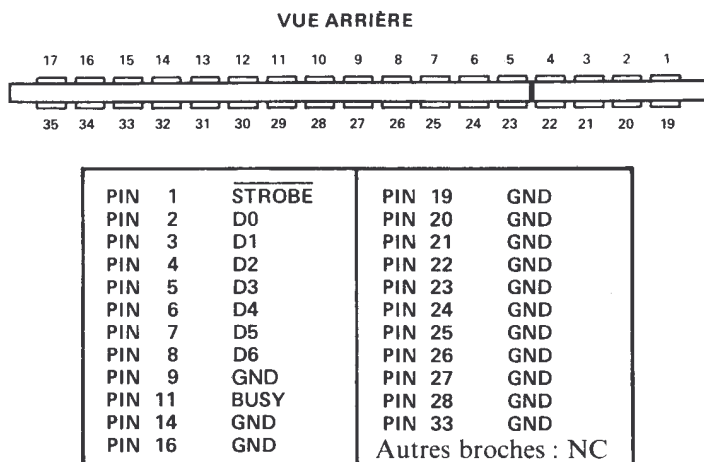 VUE ARRIÈRE
17 16 15 14 13 12 11 10 9 8 7 6 5 4 3 2 1
35 34 33 32 31 30 29 28 27 26 25 24 23 22 21 20 19
PIN 1 STROBE PIN 19 GND
PIN 2 D0 PIN 20 GND
PIN 3 D1 PIN 21 GND
PIN 4 D2 PIN 22 GND
PIN 5 D3 PIN 23 GND
PIN 6 D4 PIN 24 GND
PIN 7 D5 PIN 25 GND
PIN 8 D6 PIN 26 GND
PIN 9 GND PIN 27 GND
PIN 11 BUSY PIN 28 GND
PIN 14 GND PIN 33 GND
PIN 16 GND Autres broches : NC